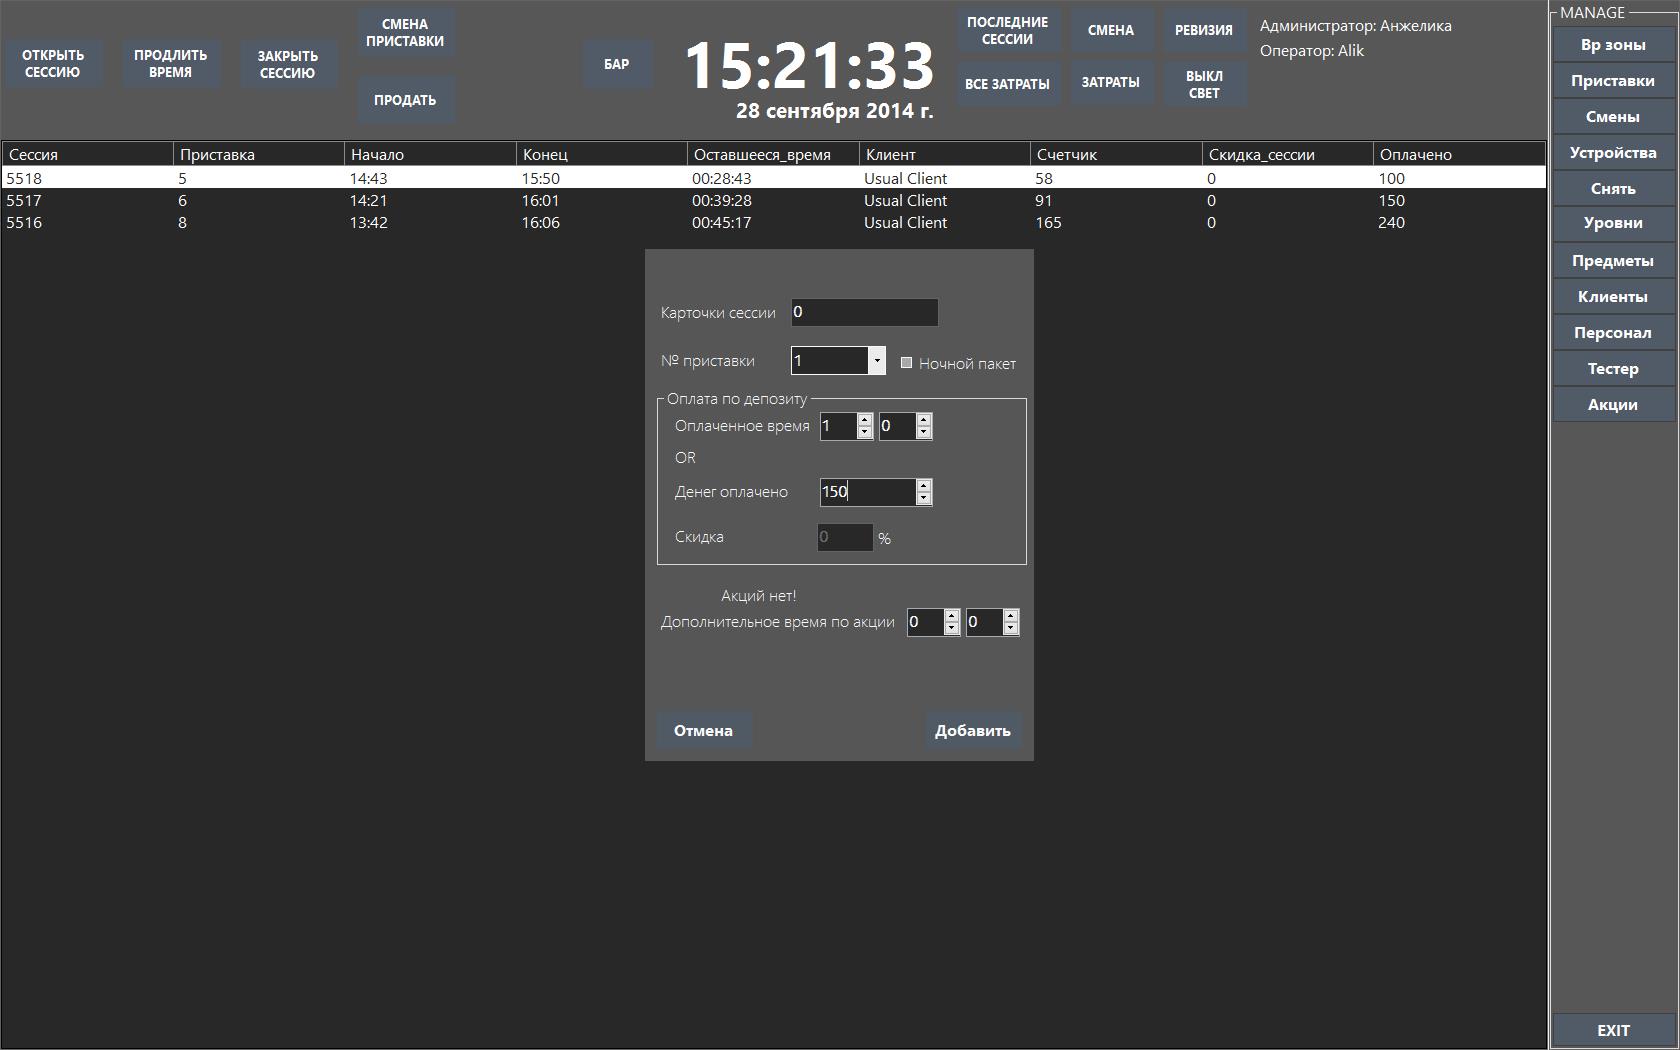 ОТКРЫТЬ
СЕССИЮ
ПРОДЛИТЬ
ВРЕМЯ
ЗАКРЫТЬ
СЕССИЮ
СМЕНА
ПРИСТАВКИ
ПРОДАТЬ
БАР
15:21:33
28 сентября 2014 г.
ПОСЛЕДНИЕ
СЕССИИ
СМЕНА
РЕВИЗИЯ
ВСЕ ЗАТРАТЫ
ЗАТРАТЫ
ВЫКЛ
СВЕТ
Администратор: Анжелика
Оператор: Alik
Сессия Приставка Начало Конец Оставшееся_время Клиент Счетчик Скидка_сессии Оплачено
5518 5 14:43 15:50 00:28:43 Usual Client 58 0 100
5517 6 14:21 16:01 00:39:28 Usual Client 91 0 150
5516 8 13:42 16:06 00:45:17 Usual Client 165 0 240
Карточки сессии 0
№ приставки 1 Ночной пакет
Оплата по депозиту
Оплаченное время 1 0
OR
Денег оплачено 150
Скидка 0 %
Акций нет!
Дополнительное время по акции 0 0
Отмена Добавить
MANAGE
Вр зоны
Приставки
Смены
Устройства
Снять
Уровни
Предметы
Клиенты
Персонал
Тестер
Акции
EXIT